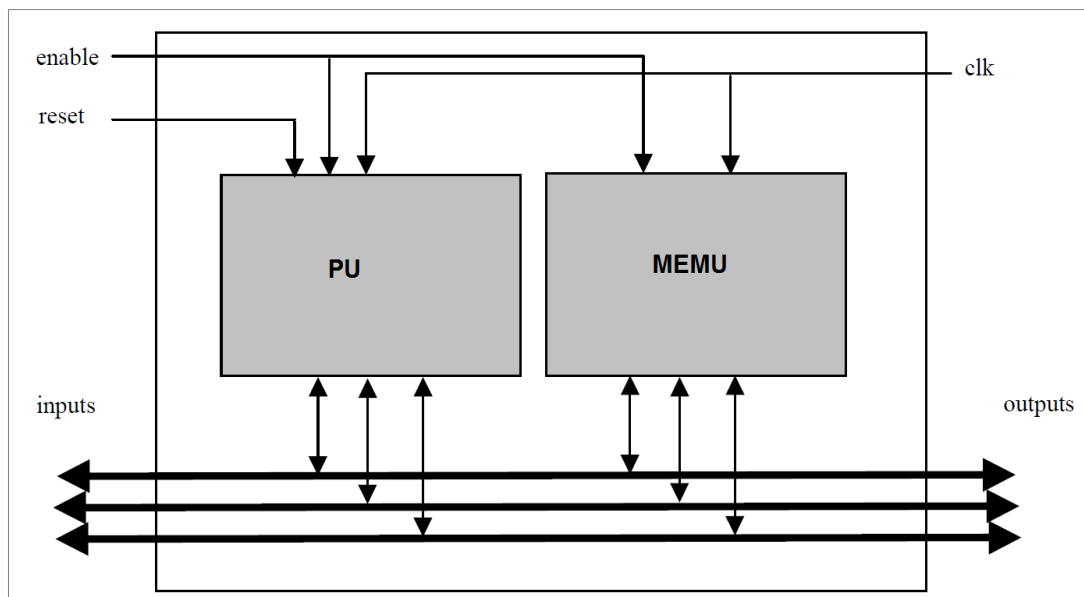 enable
clk
reset
PU
MEMU
inputs
outputs